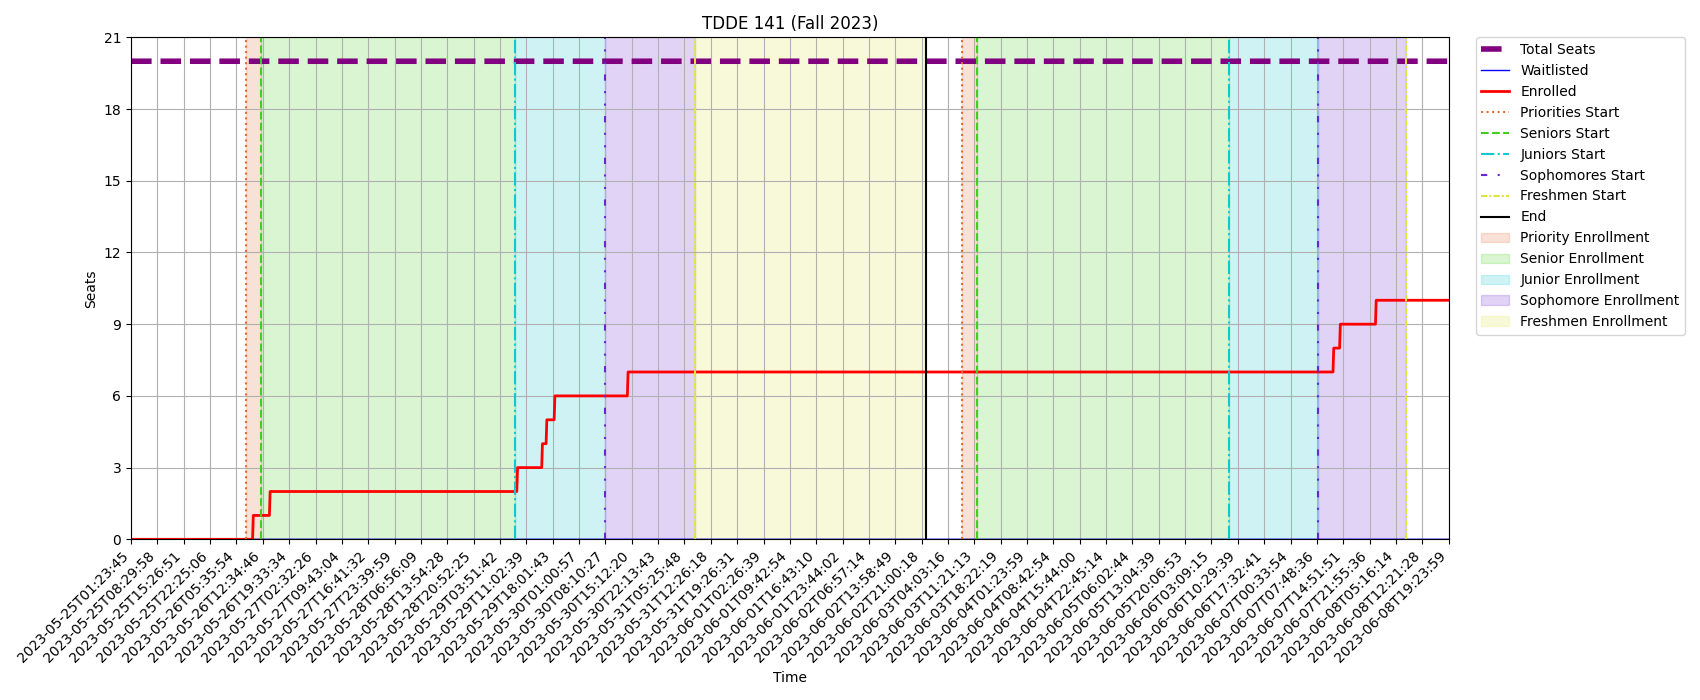 TDDE 141 (Fall 2023)
21
18
15
12
9
6
3
0
Seats
2023-05-25T01:23:45
2023-05-25T08:29:58
2023-05-25T15:26:51
2023-05-25T22:25:06
2023-05-26T05:35:54
2023-05-26T12:34:46
2023-05-26T19:33:34
2023-05-27T02:32:26
2023-05-27T09:43:04
2023-05-27T16:41:32
2023-05-27T23:39:59
2023-05-28T06:56:09
2023-05-28T13:54:28
2023-05-28T20:52:25
2023-05-29T03:51:42
2023-05-29T11:02:39
2023-05-29T18:01:43
2023-05-30T01:00:57
2023-05-30T08:10:27
2023-05-30T15:12:20
2023-05-30T22:13:43
2023-05-31T05:25:48
2023-05-31T12:26:18
2023-05-31T19:26:31
2023-06-01T02:26:39
2023-06-01T09:42:54
2023-06-01T16:43:10
2023-06-01T23:44:02
2023-06-02T06:57:14
2023-06-02T13:58:49
2023-06-02T21:00:18
2023-06-03T04:03:16
2023-06-03T11:21:13
2023-06-03T18:22:19
2023-06-04T01:23:59
2023-06-04T08:42:54
2023-06-04T15:44:00
2023-06-04T22:45:14
2023-06-05T06:02:44
2023-06-05T13:04:39
2023-06-05T20:06:53
2023-06-06T03:09:15
2023-06-06T10:29:39
2023-06-06T17:32:41
2023-06-07T00:33:54
2023-06-07T07:48:36
2023-06-07T14:51:51
2023-06-07T21:55:36
2023-06-08T05:16:14
2023-06-08T12:21:28
2023-06-08T19:23:59
Time
Total Seats
Waitlisted
Enrolled
Priorities Start
Seniors Start
Juniors Start
Sophomores Start
Freshmen Start
End
Priority Enrollment
Senior Enrollment
Junior Enrollment
Sophomore Enrollment
Freshmen Enrollment